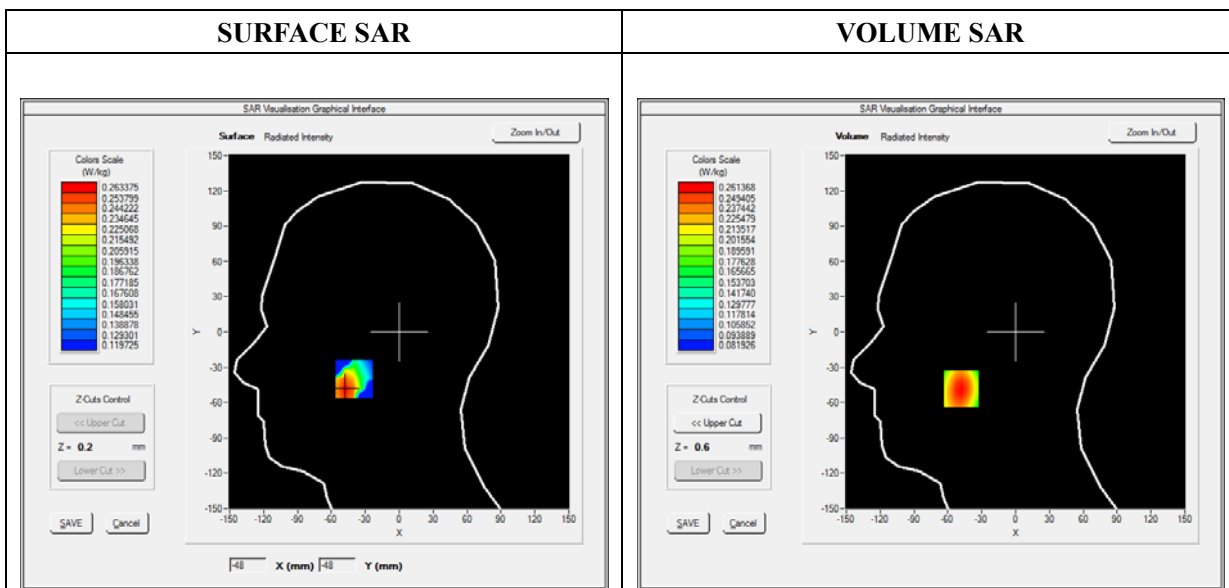 SURFACE SAR
VOLUME SAR
SAR Visualisation Graphical Interface
Surface Radiated Intensity
Zoom In/Out
Colors Scale
(W/kg)
0.263375
0.253799
0.244222
0.234645
0.225068
0.215492
0.205915
0.196338
0.186762
0.177185
0.167608
0.158031
0.148455
0.138878
0.129301
0.119725
Z-Cuts Control
<< Upper Cut
Z = 0.2 mm
Lower Cut >>
SAVE Cancel
150
120
90
60
30
0
-30
-60
-90
-120
-150
Y
-150 -120 -90 -60 -30 0 30 60 90 120 150
X
-48 X (mm) -48 Y (mm)
SAR Visualisation Graphical Interface
Volume Radiated Intensity
Zoom In/Out
Colors Scale
(W/kg)
0.261368
0.249405
0.237442
0.225479
0.213517
0.201554
0.189591
0.177628
0.165665
0.153703
0.141740
0.129777
0.117814
0.105852
0.093889
0.081926
Z-Cuts Control
<< Upper Cut
Z = 0.6 mm
Lower Cut >>
SAVE Cancel
150
120
90
60
30
0
-30
-60
-90
-120
-150
Y
-150 -120 -90 -60 -30 0 30 60 90 120 150
X